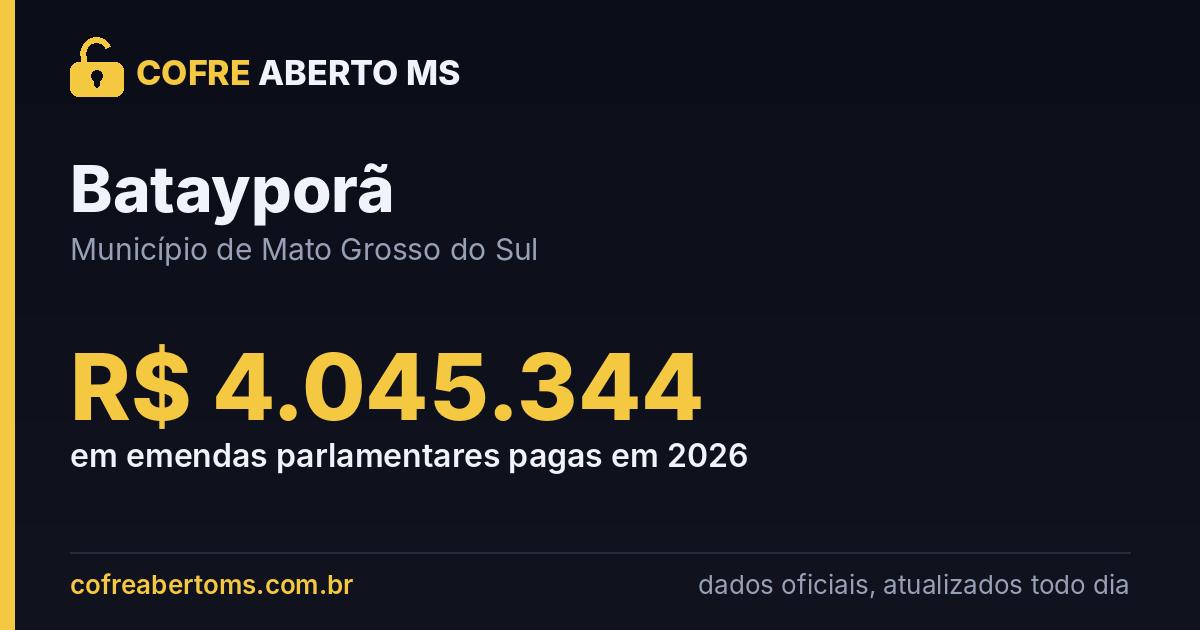 COFRE ABERTO MS
Batayporã
Município de Mato Grosso do Sul
R$ 4.045.344
em emendas parlamentares pagas em 2026
cofreabertoms.com.br
dados oficiais, atualizados todo dia